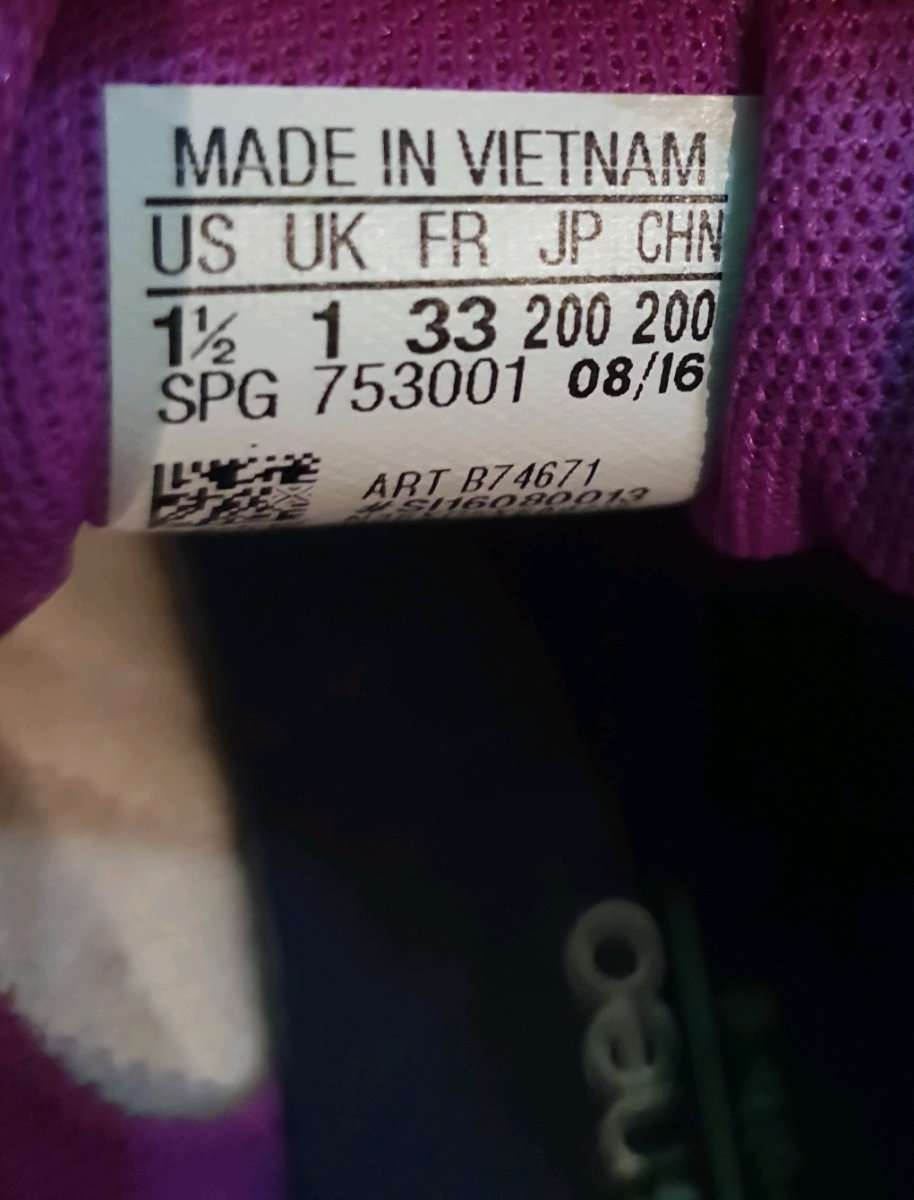 MADE IN VIETNAM
US UK FR JP CHN
1½ 1 33 200 200
SPG 753001 08/16
ART B74671
#SI16080013